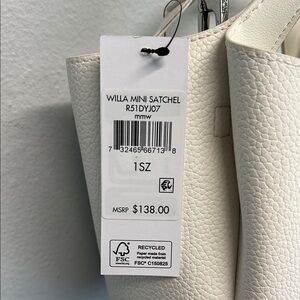 WILLA MINI SATCHEL
R51DYJ07
mmw
7 32465 66713 8
1SZ
MSRP $138.00
FSC
RECYCLED
Paper made from
recycled material
FSC® C150825